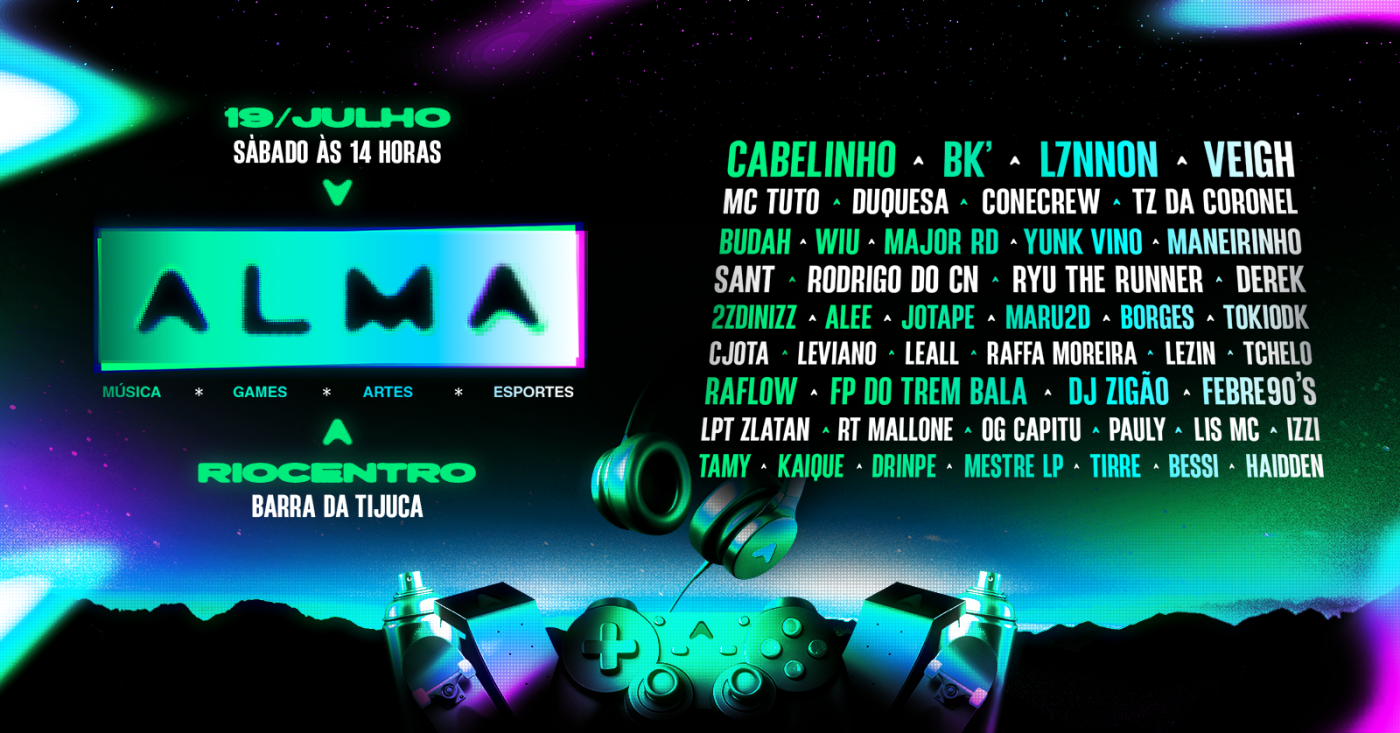 19/JULHO
SÁBADO ÀS 14 HORAS
ALMA
MÚSICA * GAMES * ARTES * ESPORTES
RIOCENTRO
BARRA DA TIJUCA
CABELINHO ^ BK' ^ L7NNON ^ VEIGH
MC TUTO ^ DUQUESA ^ CONECREW ^ TZ DA CORONEL
BUDAH ^ WIU ^ MAJOR RD ^ YUNK VINO ^ MANEIRINHO
SANT ^ RODRIGO DO CN ^ RYU THE RUNNER ^ DEREK
2ZDINIZZ ^ ALEE ^ JOTAPE ^ MARU2D ^ BORGES ^ TOKIODK
CJOTA ^ LEVIANO ^ LEALL ^ RAFFA MOREIRA ^ LEZIN ^ TCHELO
RAFLOW ^ FP DO TREM BALA ^ DJ ZIGÃO ^ FEBRE90'S
LPT ZLATAN ^ RT MALLONE ^ OG CAPITU ^ PAULY ^ LIS MC ^ IZZI
TAMY ^ KAIQUE ^ DRINPE ^ MESTRE LP ^ TIRRE ^ BESSI ^ HAIDDEN